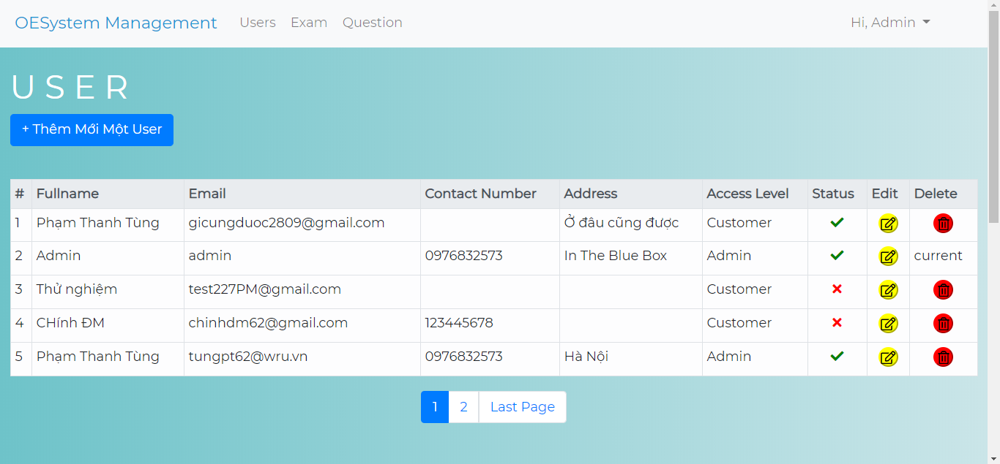 OESystem Management Users Exam Question Hi, Admin
USER
+ Thêm Mới Một User
# Fullname Email Contact Number Address Access Level Status Edit Delete
1 Phạm Thanh Tùng gicungduoc2809@gmail.com Ở đâu cũng được Customer
2 Admin admin 0976832573 In The Blue Box Admin current
3 Thử nghiệm test227PM@gmail.com Customer
4 CHính ĐM chinhdm62@gmail.com 123445678 Customer
5 Phạm Thanh Tùng tungpt62@wru.vn 0976832573 Hà Nội Admin
1 2 Last Page